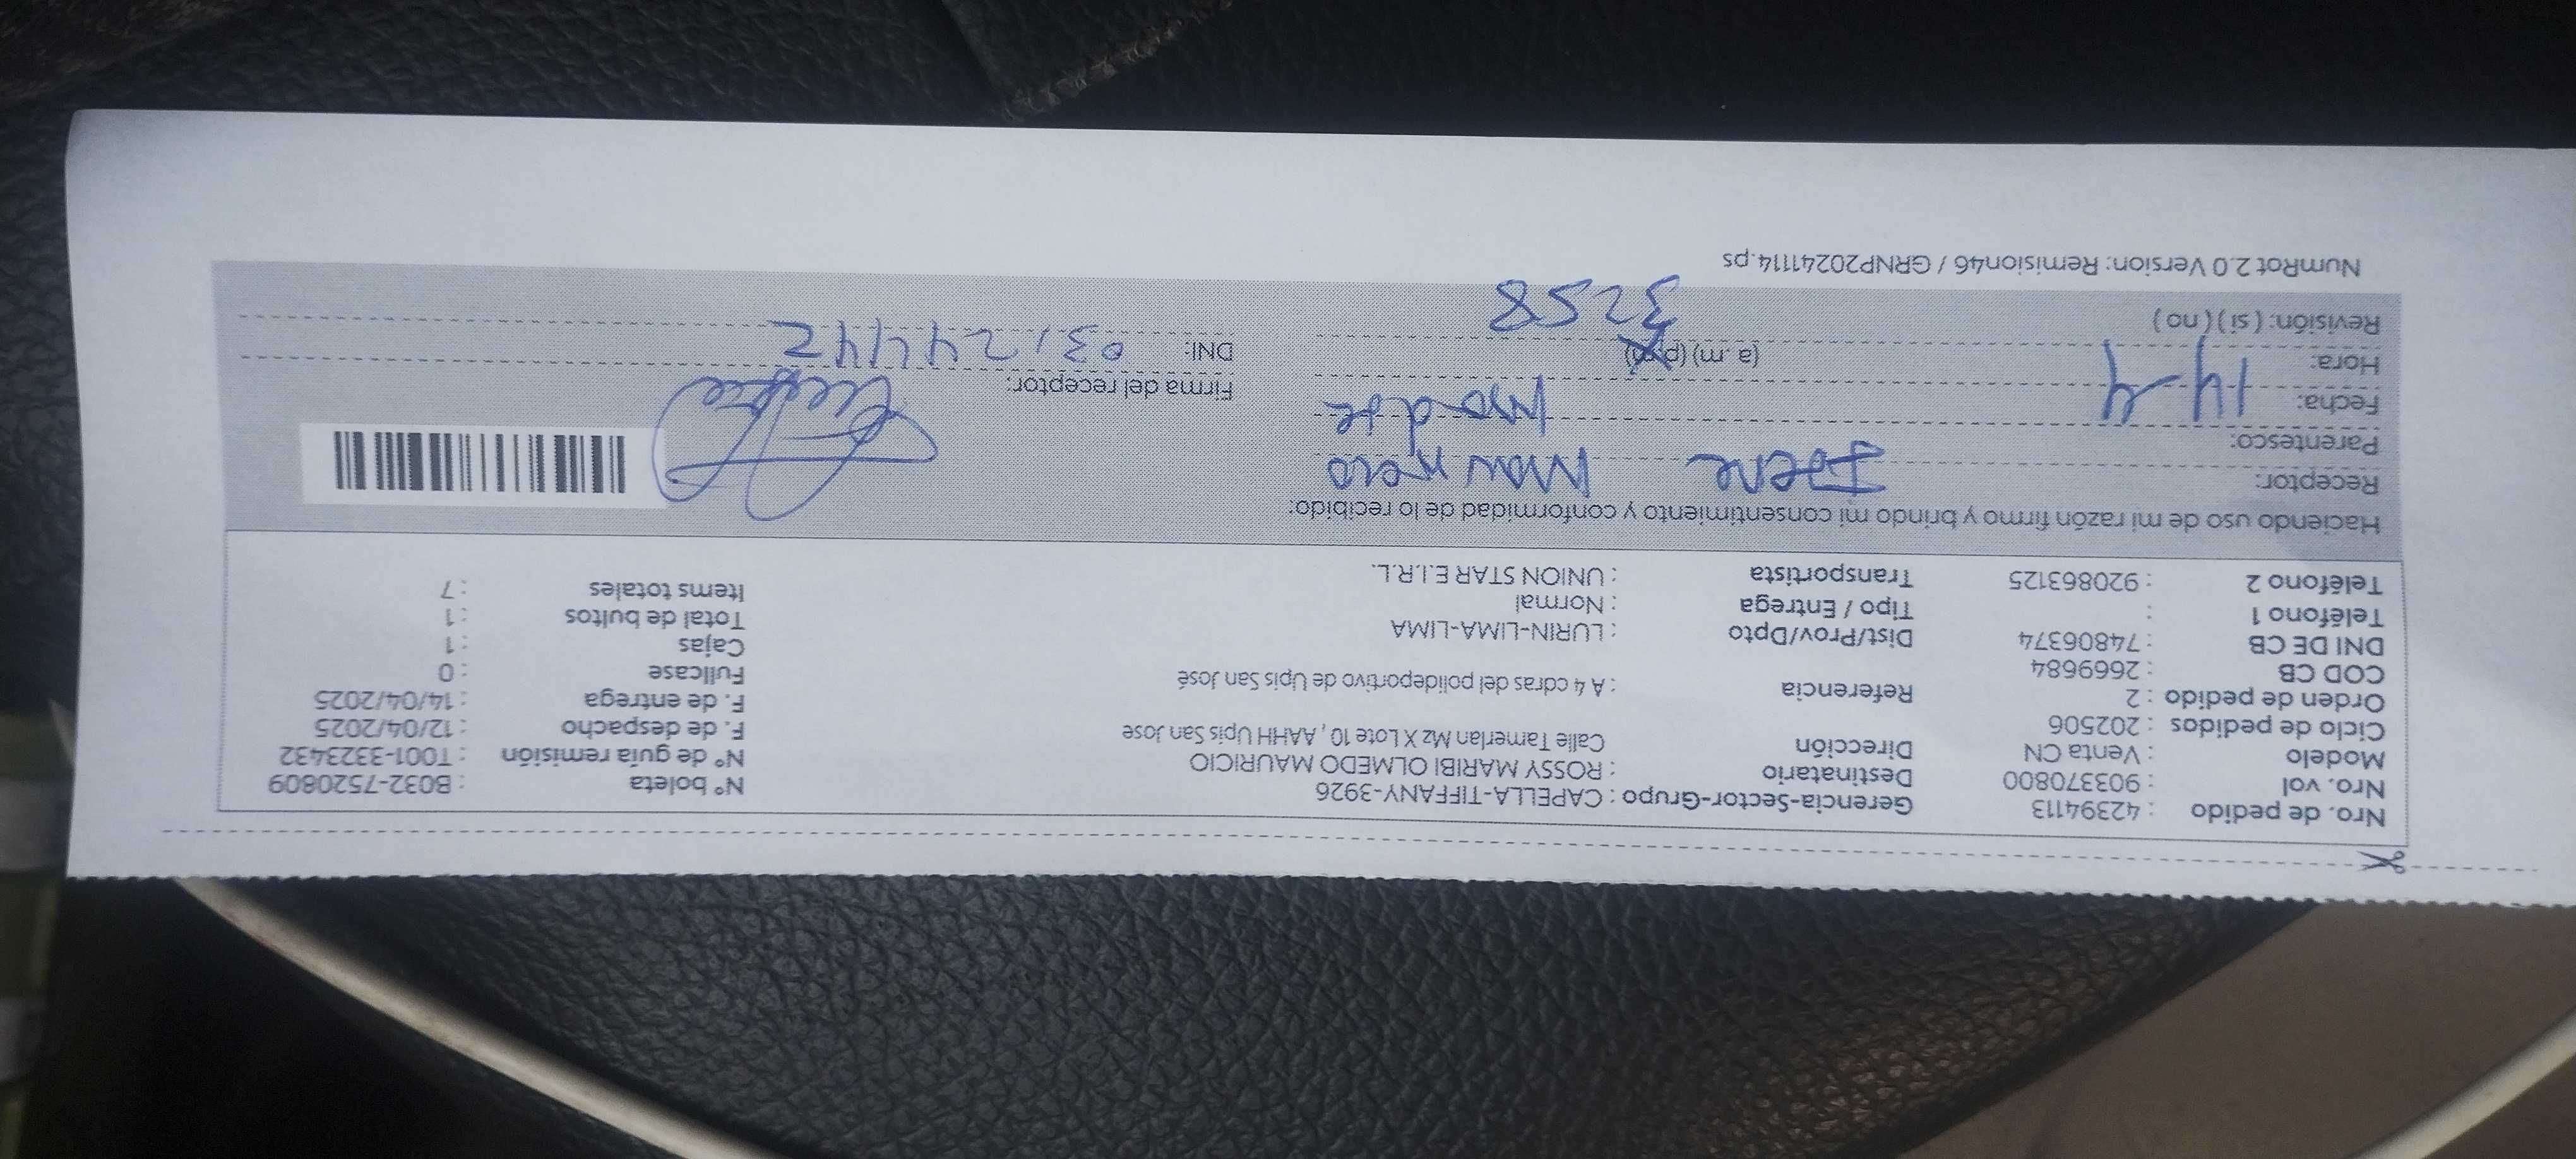 Nro. de pedido : 42394113 Gerencia-Sector-Grupo : CAPELLA-TIFFANY-3926 N° boleta : B032-7520809
Nro. vol : 903370800 Destinatario : ROSSY MARIBI OLMEDO MAURICIO N° de guía remisión : T001-3323432
Modelo : Venta CN Dirección Calle Tamerlan Mz X Lote 10, AAHH Upis San Jose F. de despacho : 12/04/2025
Ciclo de pedidos : 202506 F. de entrega : 14/04/2025
Orden de pedido : 2 Referencia : A 4 cdras del polideportivo de Upis San José Fullcase : 0
COD CB : 2669684 Cajas : 1
DNI DE CB : 74806374 Dist/Prov/Dpto : LURIN-LIMA-LIMA Total de bultos : 1
Teléfono 1 : Tipo / Entrega : Normal Items totales : 7
Teléfono 2 : 920863125 Transportista : UNION STAR E.I.R.L.
Haciendo uso de mi razón firmo y brindo mi consentimiento y conformidad de lo recibido:
Receptor:
Parentesco:
Fecha: 14-4 Firma del receptor:
Hora: (a. m) (p. m) DNI:
Revisión: ( si ) ( no ) 3258
NumRot 2.0 Version: Remision46 / GRNP20241114.ps